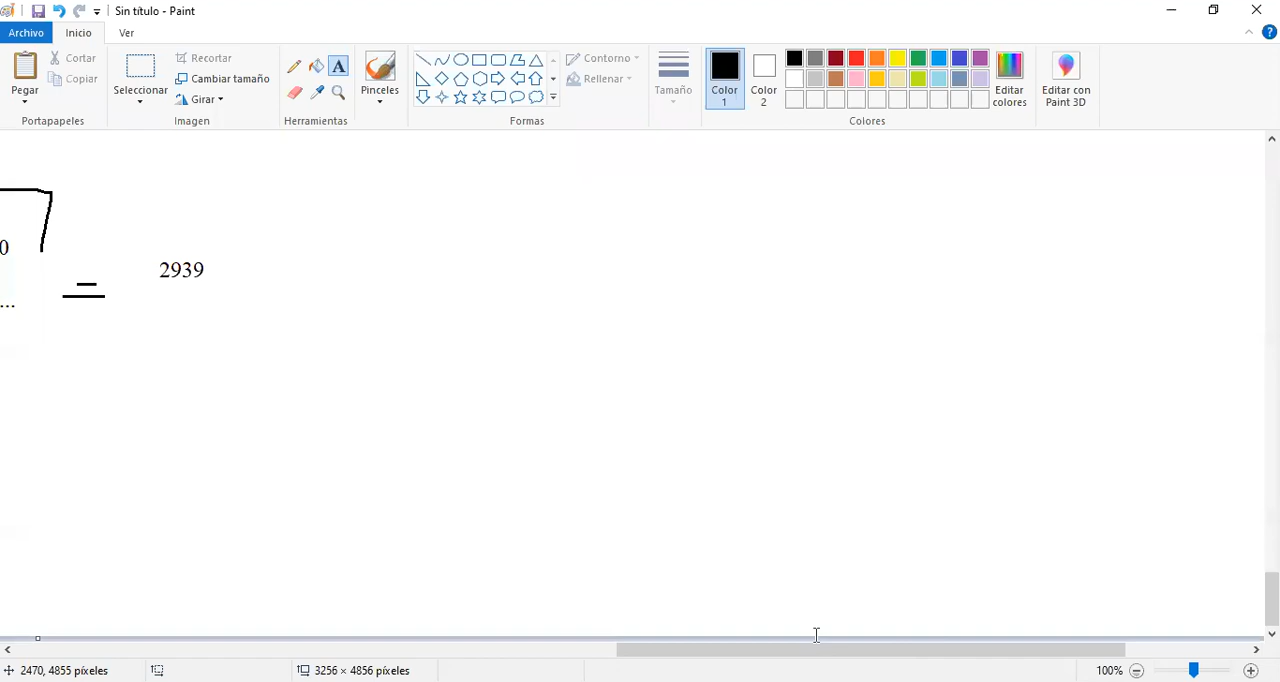 Sin título - Paint
Archivo
Inicio
Ver
Pegar
Cortar
Copiar
Portapapeles
Seleccionar
Recortar
Cambiar tamaño
Girar
Imagen
A
Herramientas
Pinceles
Contorno
Rellenar
Formas
Tamaño
Color 1
Color 2
Editar colores
Colores
Editar con Paint 3D
0
...
=
2939
2470, 4855 píxeles
3256 × 4856 píxeles
100%